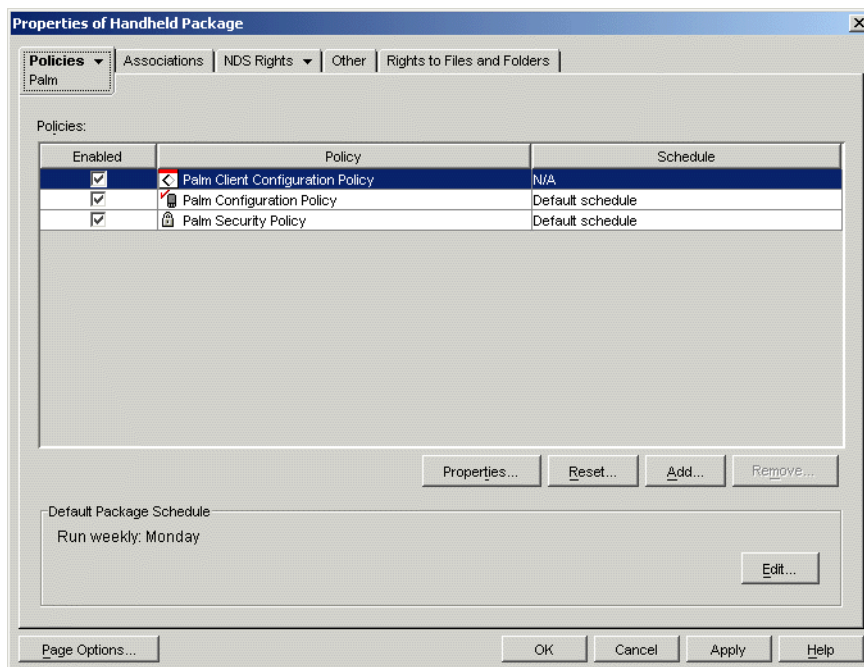 Properties of Handheld Package
Policies Associations NDS Rights Other Rights to Files and Folders
Palm
Policies:
Enabled Policy Schedule
Palm Client Configuration Policy N/A
Palm Configuration Policy Default schedule
Palm Security Policy Default schedule
Properties... Reset... Add... Remove...
Default Package Schedule
Run weekly: Monday
Edit...
Page Options... OK Cancel Apply Help